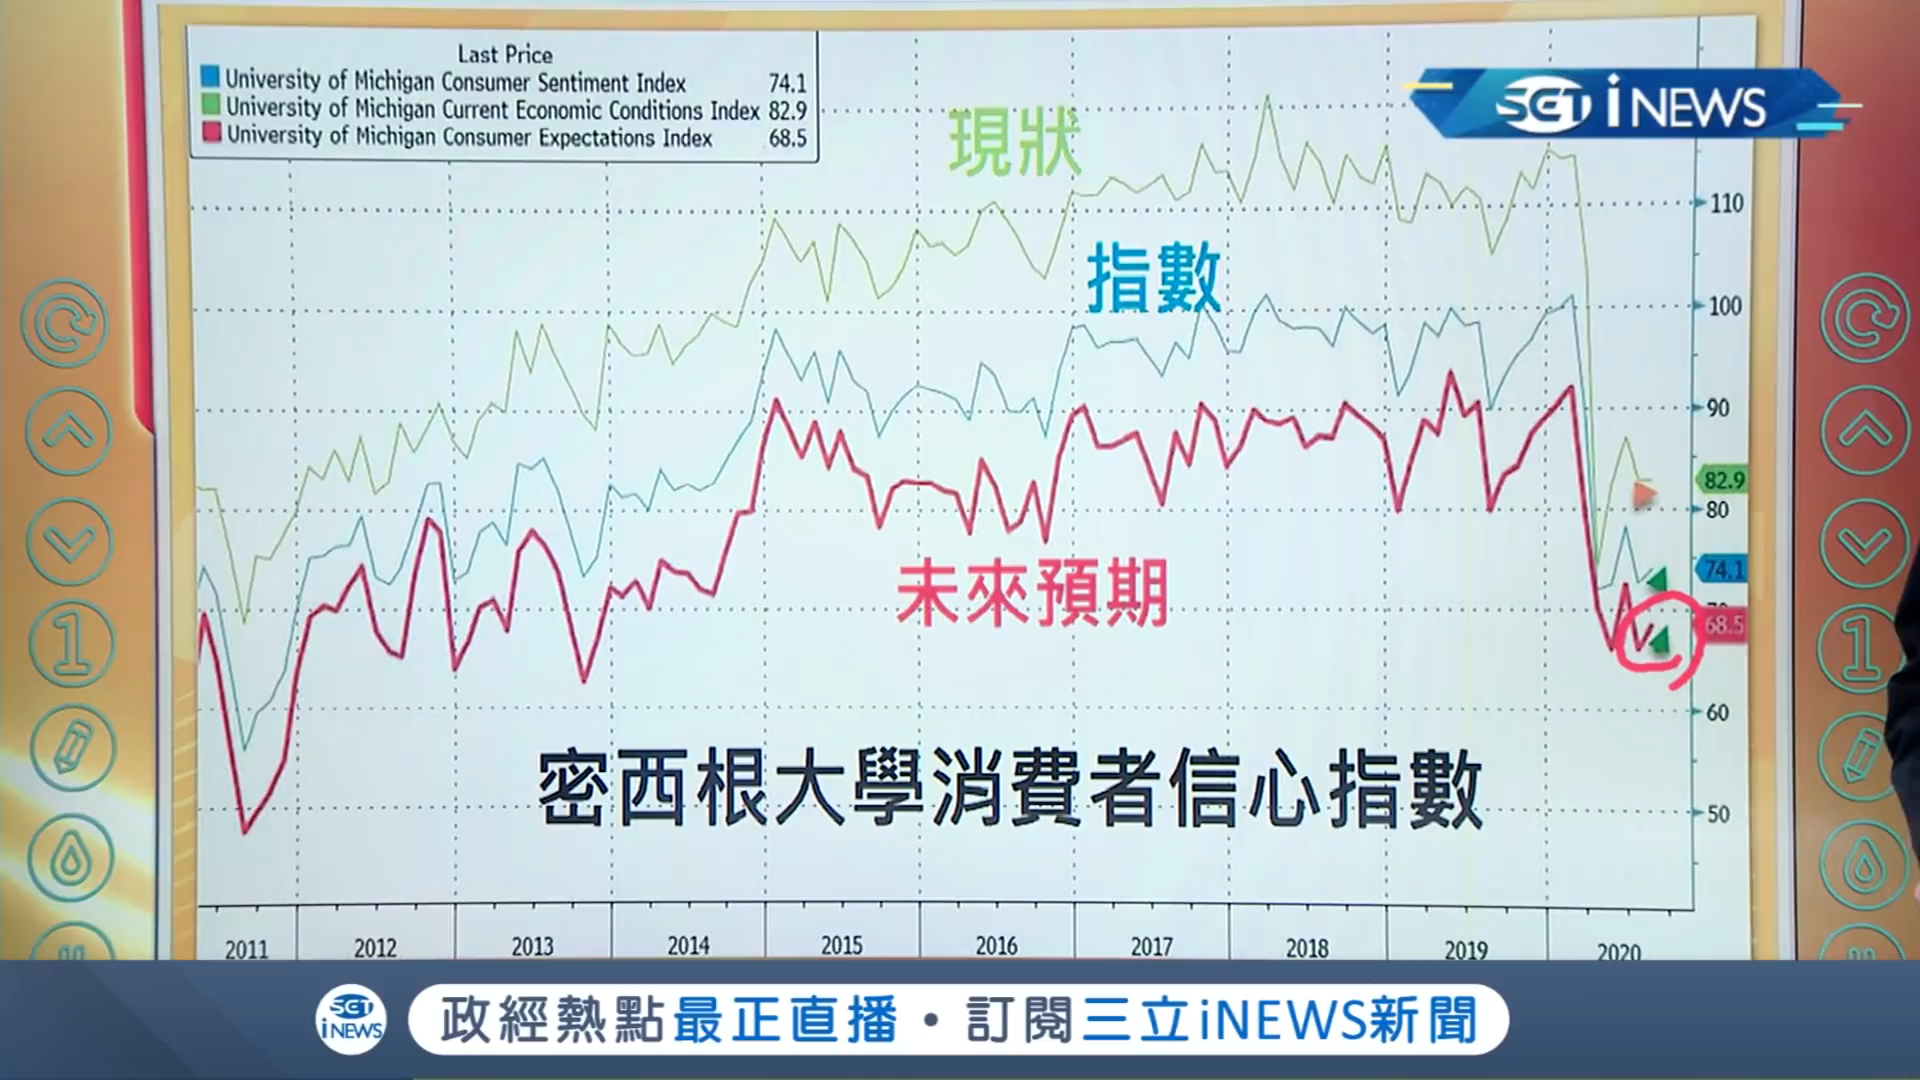 Last Price
University of Michigan Consumer Sentiment Index 74.1
University of Michigan Current Economic Conditions Index 82.9
University of Michigan Consumer Expectations Index 68.5
SET iNEWS
現狀
指數
未來預期
密西根大學消費者信心指數
110
100
90
82.9
80
74.1
68.5
60
50
2011 2012 2013 2014 2015 2016 2017 2018 2019 2020
1
1
SET iNEWS
政經熱點最正直播・訂閱三立iNEWS新聞